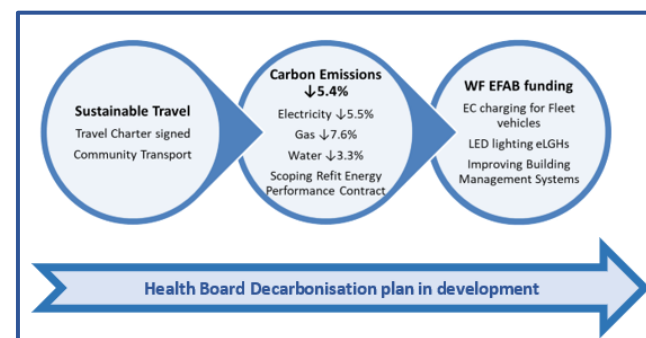 Sustainable Travel
Travel Charter signed
Community Transport
Carbon Emissions
↓5.4%
Electricity ↓5.5%
Gas ↓7.6%
Water ↓3.3%
Scoping Refit Energy
Performance Contract
WF EFAB funding
EC charging for Fleet
vehicles
LED lighting eLGHs
Improving Building
Management Systems
Health Board Decarbonisation plan in development